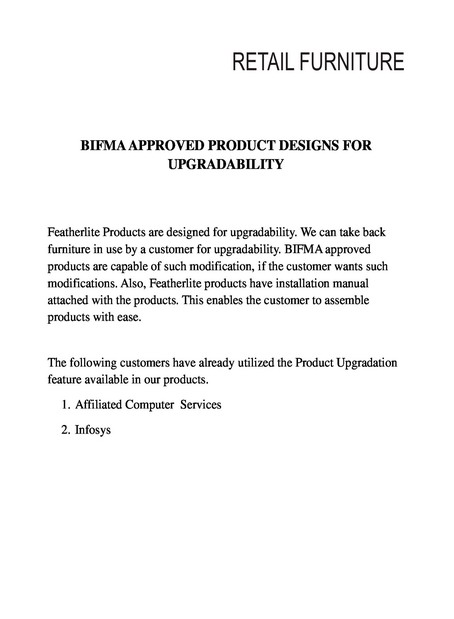 RETAIL FURNITURE
BIFMA APPROVED PRODUCT DESIGNS FOR
UPGRADABILITY
Featherlite Products are designed for upgradability. We can take back
furniture in use by a customer for upgradability. BIFMA approved
products are capable of such modification, if the customer wants such
modifications. Also, Featherlite products have installation manual
attached with the products. This enables the customer to assemble
products with ease.
The following customers have already utilized the Product Upgradation
feature available in our products.
1. Affiliated Computer Services
2. Infosys